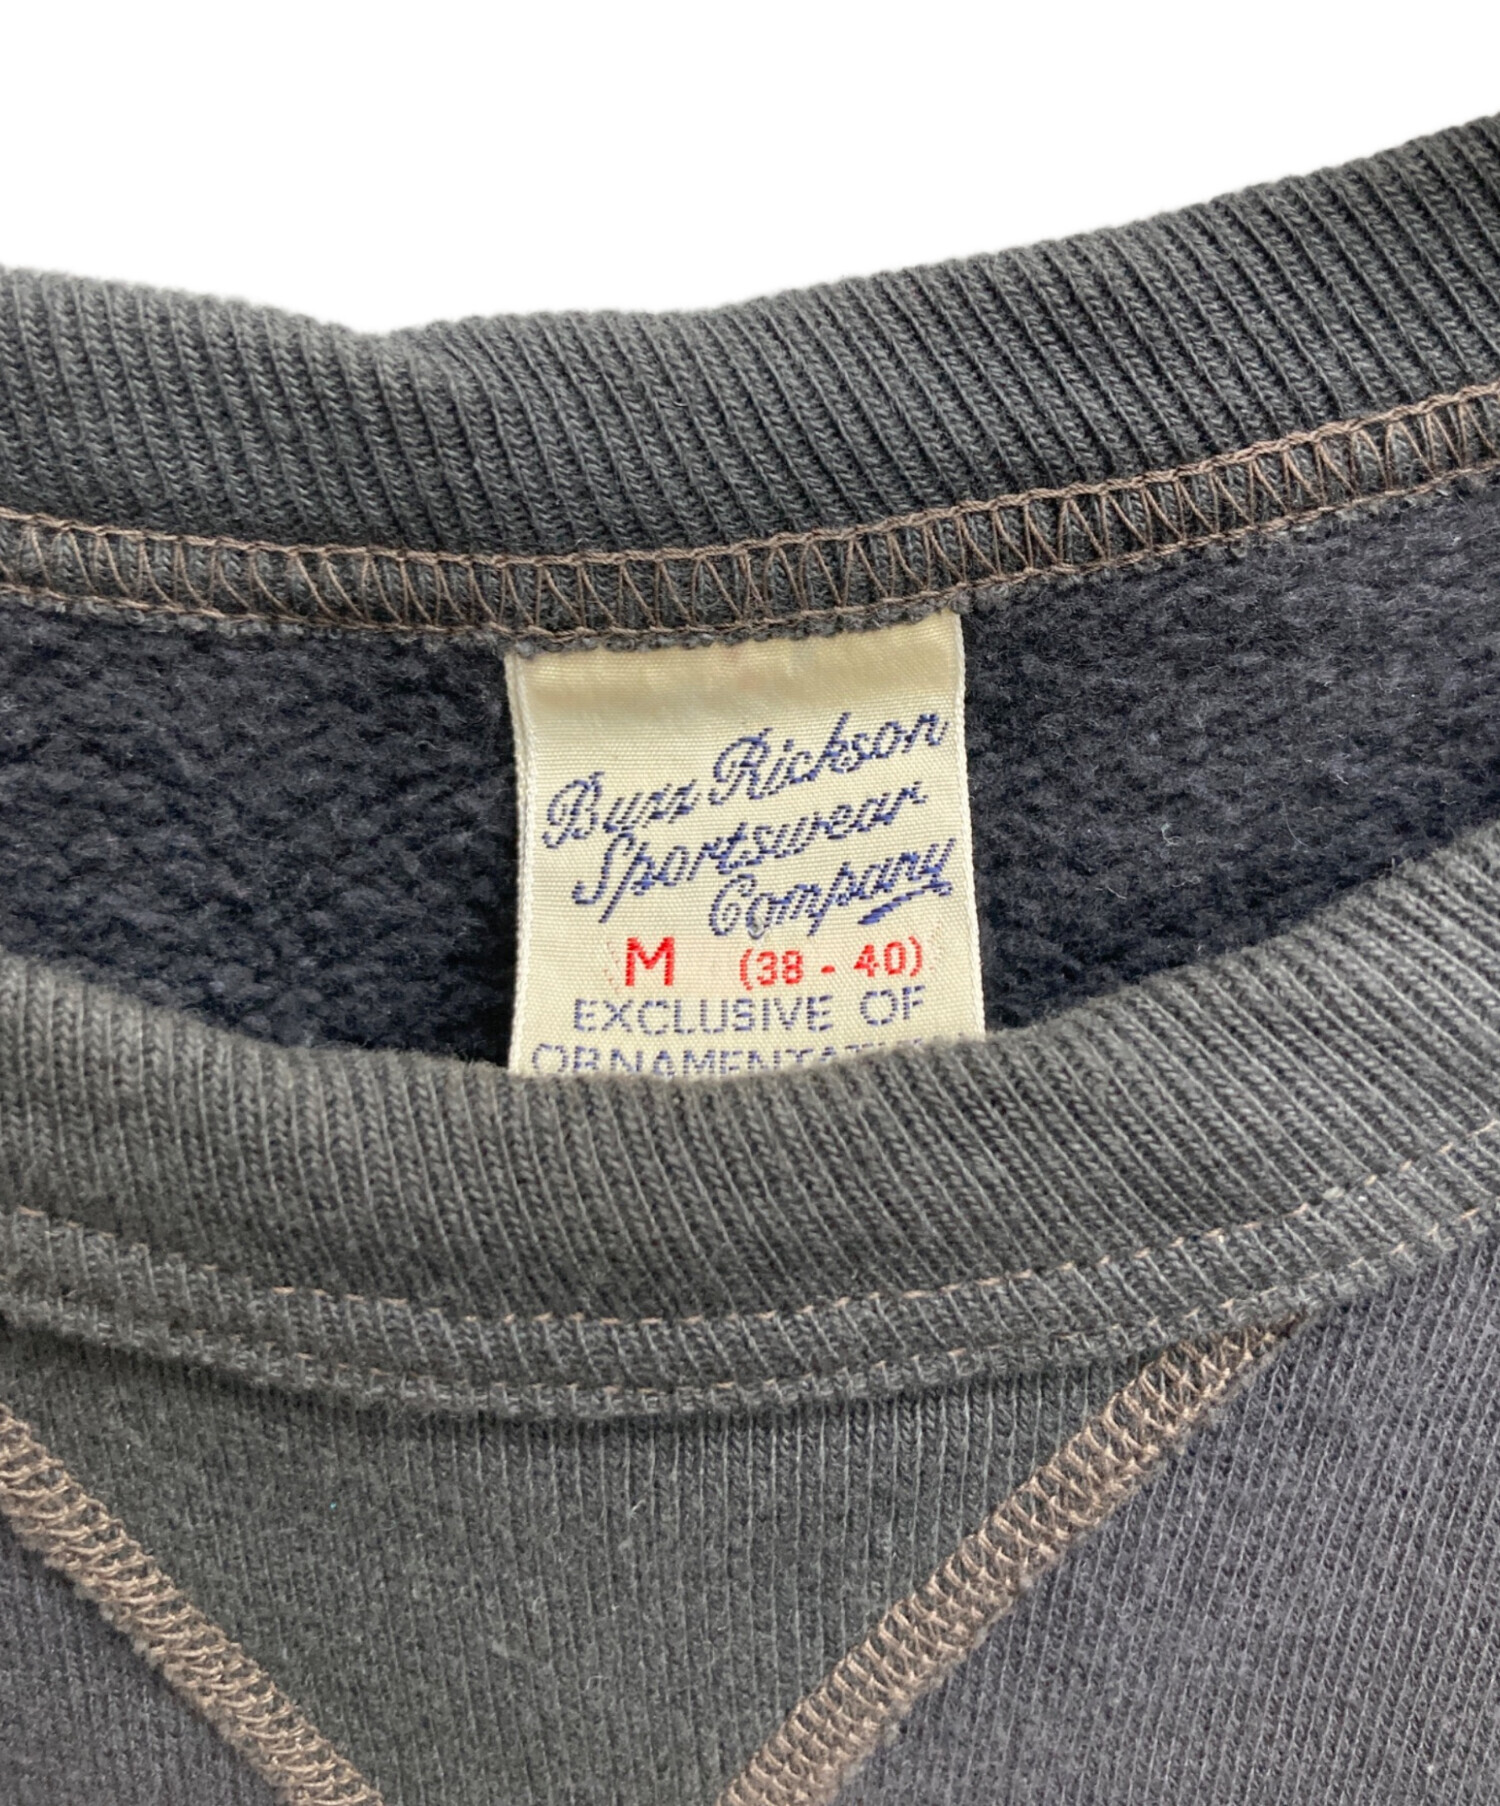 Buzz Rickson
Sportswear
Company
M (38 - 40)
EXCLUSIVE OF